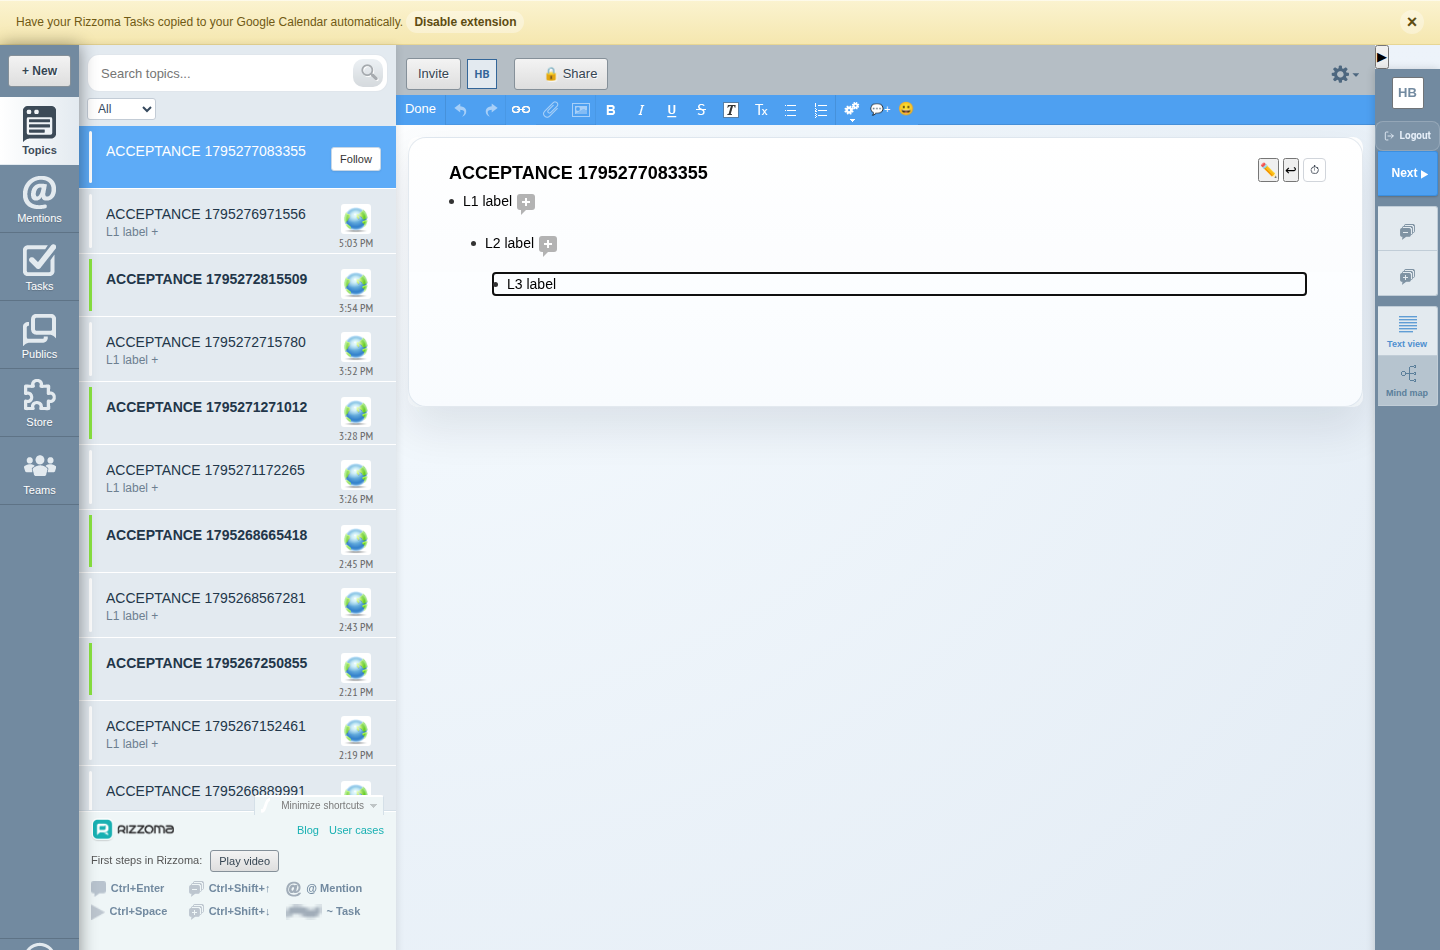 Have your Rizzoma Tasks copied to your Google Calendar automatically. Disable extension ×
+ New
Topics
Mentions
Tasks
Publics
Store
Teams
Search topics...
All
ACCEPTANCE 1795277083355
Follow
ACCEPTANCE 1795276971556
L1 label +
5:03 PM
ACCEPTANCE 1795272815509
3:54 PM
ACCEPTANCE 1795272715780
L1 label +
3:52 PM
ACCEPTANCE 1795271271012
3:28 PM
ACCEPTANCE 1795271172265
L1 label +
3:26 PM
ACCEPTANCE 1795268665418
2:45 PM
ACCEPTANCE 1795268567281
L1 label +
2:43 PM
ACCEPTANCE 1795267250855
2:21 PM
ACCEPTANCE 1795267152461
L1 label +
2:19 PM
ACCEPTANCE 1795266889991
Minimize shortcuts
RIZZOMA
Blog User cases
First steps in Rizzoma: Play video
Ctrl+Enter Ctrl+Shift+↑ @ Mention
Ctrl+Space Ctrl+Shift+↓ ~ Task
Invite HB 🔒 Share
Done B I U S T Tx 💬+ 😀
ACCEPTANCE 1795277083355
• L1 label +
• L2 label +
• L3 label
HB
Logout
Next ▶
Text view
Mind map